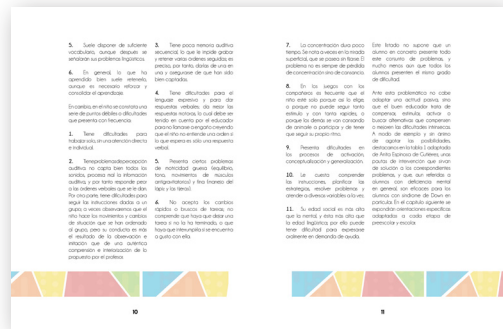 5. Suele disponer de suficiente
vocabulario, aunque después se
señalarán sus problemas lingüísticos.
6. En general, lo que ha
aprendido bien suele retenerlo,
aunque es necesario reforzar y
consolidar el aprendizaje.
En cambio, en el niño se constata una
serie de puntos débiles o dificultades
que presenta con frecuencia:
1. Tiene dificultades para
trabajar solo, sin una atención directa
e individual.
2. Tiene problemas de percepción
auditiva: no capta bien todos los
sonidos, procesa mal la información
auditiva, y por tanto responde peor
a las órdenes verbales que se le dan.
Por otra parte, tiene dificultades para
seguir las instrucciones dadas a un
grupo; a veces observaremos que el
niño hace los movimientos y cambios
de situación que se han ordenado
al grupo, pero su conducta es más
el resultado de la observación e
imitación que de una auténtica
comprensión e interiorización de lo
propuesto por el profesor.
3. Tiene poca memoria auditiva
secuencial, lo que le impide grabar
y retener varias órdenes seguidas; es
preciso, por tanto, darlas de una en
una y asegurarse de que han sido
bien captadas.
4. Tiene dificultades para el
lenguaje expresivo y para dar
respuestas verbales; da mejor las
respuestas motoras, lo cual debe ser
tenido en cuenta por el educador
para no llamarse a engaño creyendo
que el niño no entiende una orden si
lo que espera es sólo una respuesta
verbal.
5. Presenta ciertos problemas
de motricidad gruesa (equilibrio,
tono, movimientos de músculos
antigravitatorios) y fina (manejo del
lápiz y las tijeras).
6. No acepta los cambios
rápidos o bruscos de tareas; no
comprende que haya que dejar una
tarea si no la ha terminado, o que
haya que interrumpirla si se encuentra
a gusto con ella.
10
7. La concentración dura poco
tiempo. Se nota a veces en la mirada
superficial, que se pasea sin fijarse. El
problema no es siempre de pérdida
de concentración sino de cansancio.
8. En los juegos con los
compañeros es frecuente que el
niño esté solo porque así lo elige,
o porque no puede seguir tanto
estímulo y con tanta rapidez, o
porque los demás se van cansando
de animarle a participar y de tener
que seguir su propio ritmo.
9. Presenta dificultades en
los procesos de activación,
conceptualización y generalización.
10. Le cuesta comprender
las instrucciones, planificar las
estrategias, resolver problemas y
atender a diversas variables a la vez.
11. Su edad social es más alta
que la mental, y ésta más alta que
la edad lingüística; por ello puede
tener dificultad para expresarse
oralmente en demanda de ayuda.
Este listado no supone que un
alumno en concreto presente todo
este conjunto de problemas, y
mucho menos aún que todos los
alumnos presenten el mismo grado
de dificultad.
Ante esta problemática no cabe
adoptar una actitud pasiva, sino
que el buen educador trata de
compensar, estimula, activa o
buscar alternativas que compensen
o mejoren las dificultades intrínsecas.
A modo de ejemplo y sin ánimo
de agotar las posibilidades,
destacamos en la tabla 1, adaptada
de Anita Espinosa de Gutiérrez, unas
pautas de intervención que sirvan
de solución a los correspondientes
problemas, y que, aun referidas a
alumnos con deficiencia mental
en general, son eficaces para los
alumnos con síndrome de Down en
particular. En el capítulo siguiente se
expondrán orientaciones específicas
adaptadas a cada etapa de
preescolar y escolar.
11